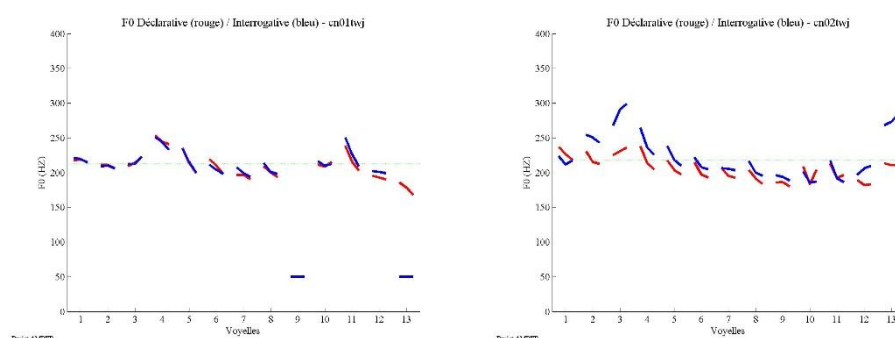 F0 Déclarative (rouge) / Interrogative (bleu) - cn01twj
400
350
300
250
200
150
100
50
0
F0 (HZ)
1 2 3 4 5 6 7 8 9 10 11 12 13
Voyelles
F0 Déclarative (rouge) / Interrogative (bleu) - cn02twj
400
350
300
250
200
150
100
50
0
F0 (HZ)
1 2 3 4 5 6 7 8 9 10 11 12 13
Voyelles